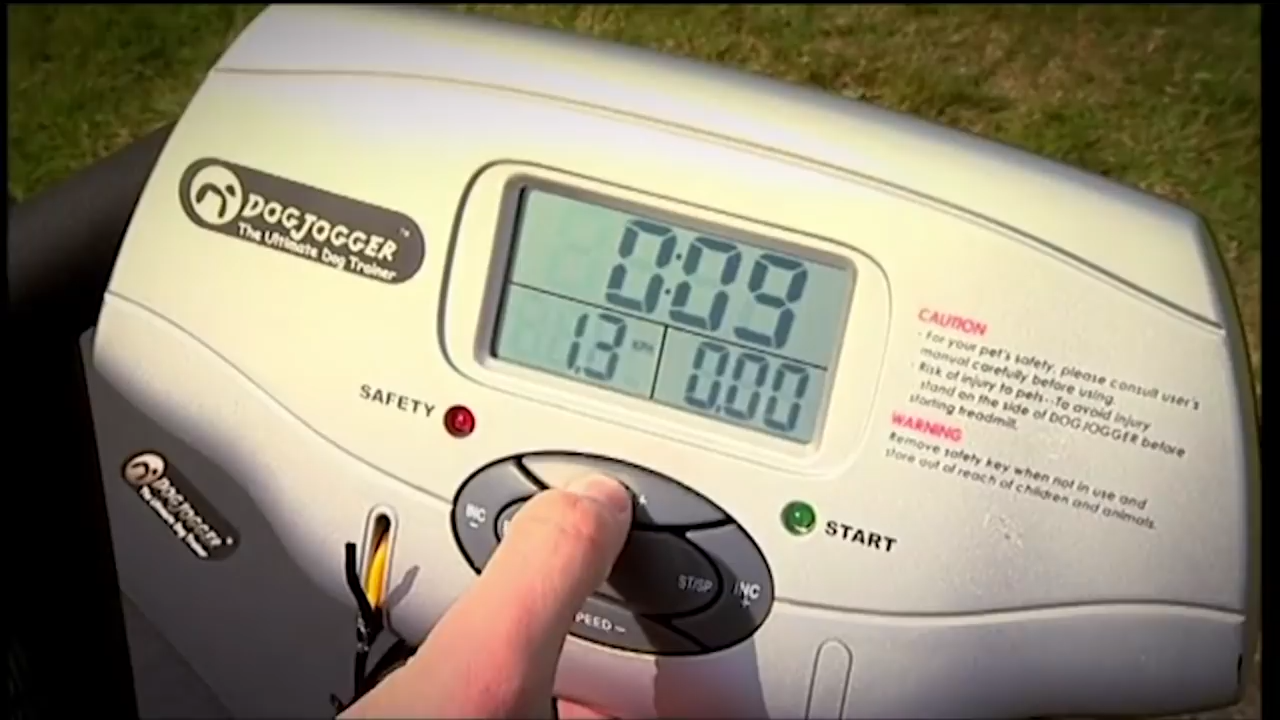 DOGJOGGER™
The Ultimate Dog Trainer
0:09
1.3 KPH
0.00
CAUTION
- For your pet's safety, please consult user's
manual carefully before using.
- Risk of injury to pets--To avoid injury
stand on the side of DOGJOGGER before
starting treadmill.
WARNING
Remove safety key when not in use and
store out of reach of children and animals.
SAFETY
START
INC
-
ST/SP
INC
+
PEED -
DOGJOGGER
The Ultimate Dog Trainer